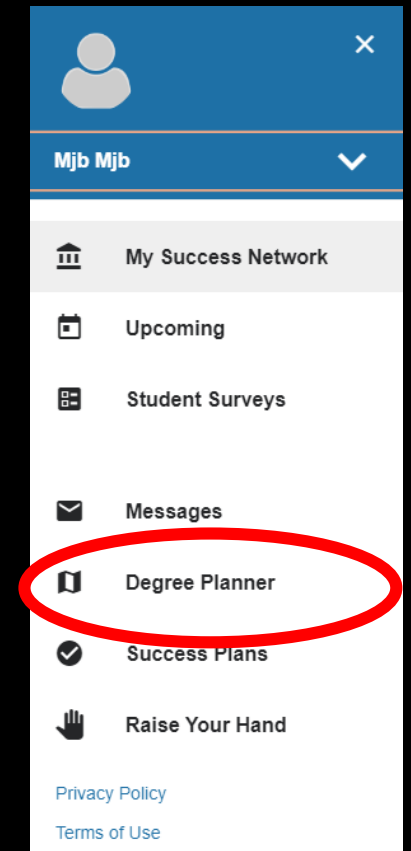 Mjb Mjb
My Success Network
Upcoming
Student Surveys
Messages
Degree Planner
Success Plans
Raise Your Hand
Privacy Policy
Terms of Use